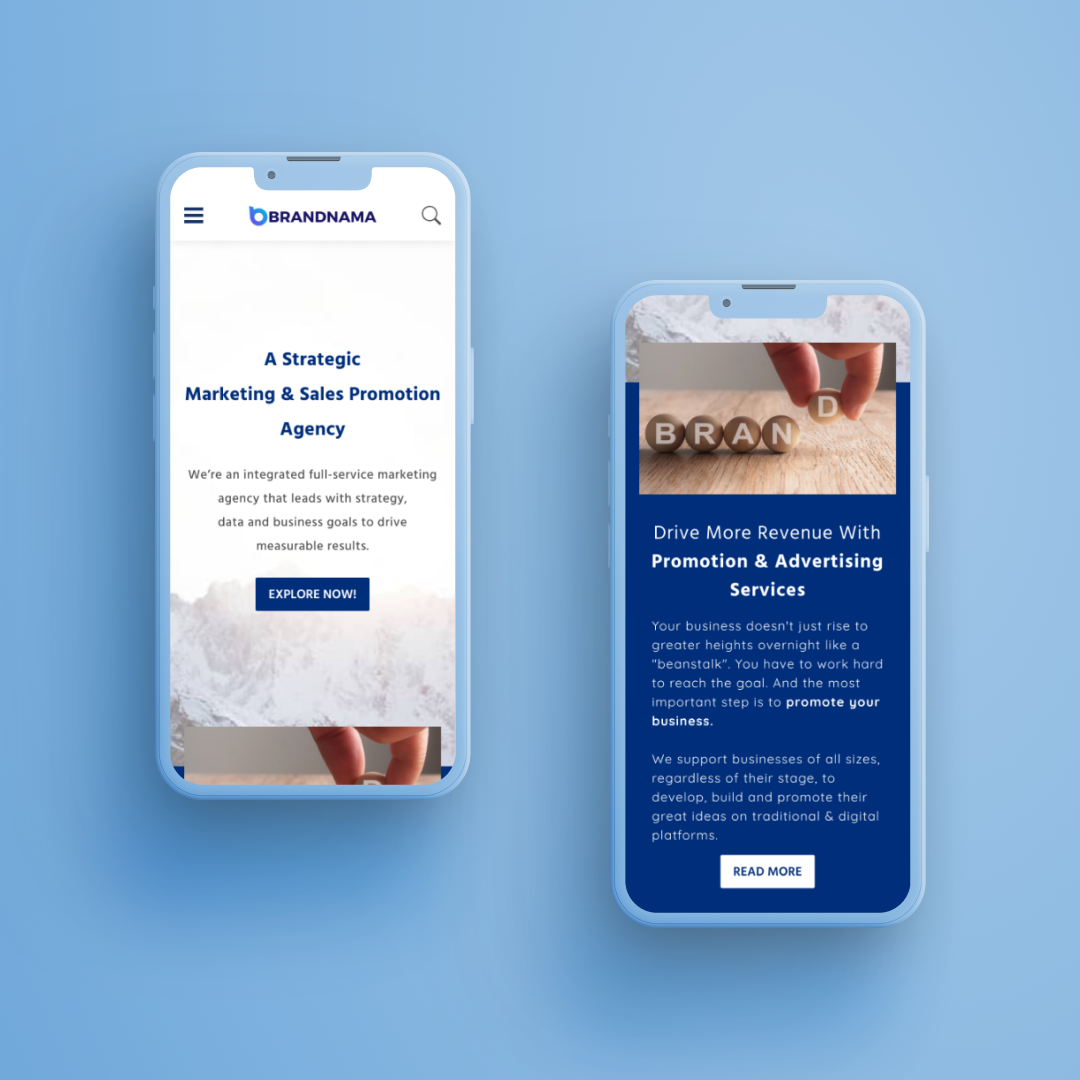 BRANDNAMA
A Strategic
Marketing & Sales Promotion
Agency
We're an integrated full-service marketing
agency that leads with strategy,
data and business goals to drive
measurable results.
EXPLORE NOW!
D
BRAND
Drive More Revenue With
Promotion & Advertising
Services
Your business doesn't just rise to
greater heights overnight like a
"beanstalk". You have to work hard
to reach the goal. And the most
important step is to promote your
business.
We support businesses of all sizes,
regardless of their stage, to
develop, build and promote their
great ideas on traditional & digital
platforms.
READ MORE